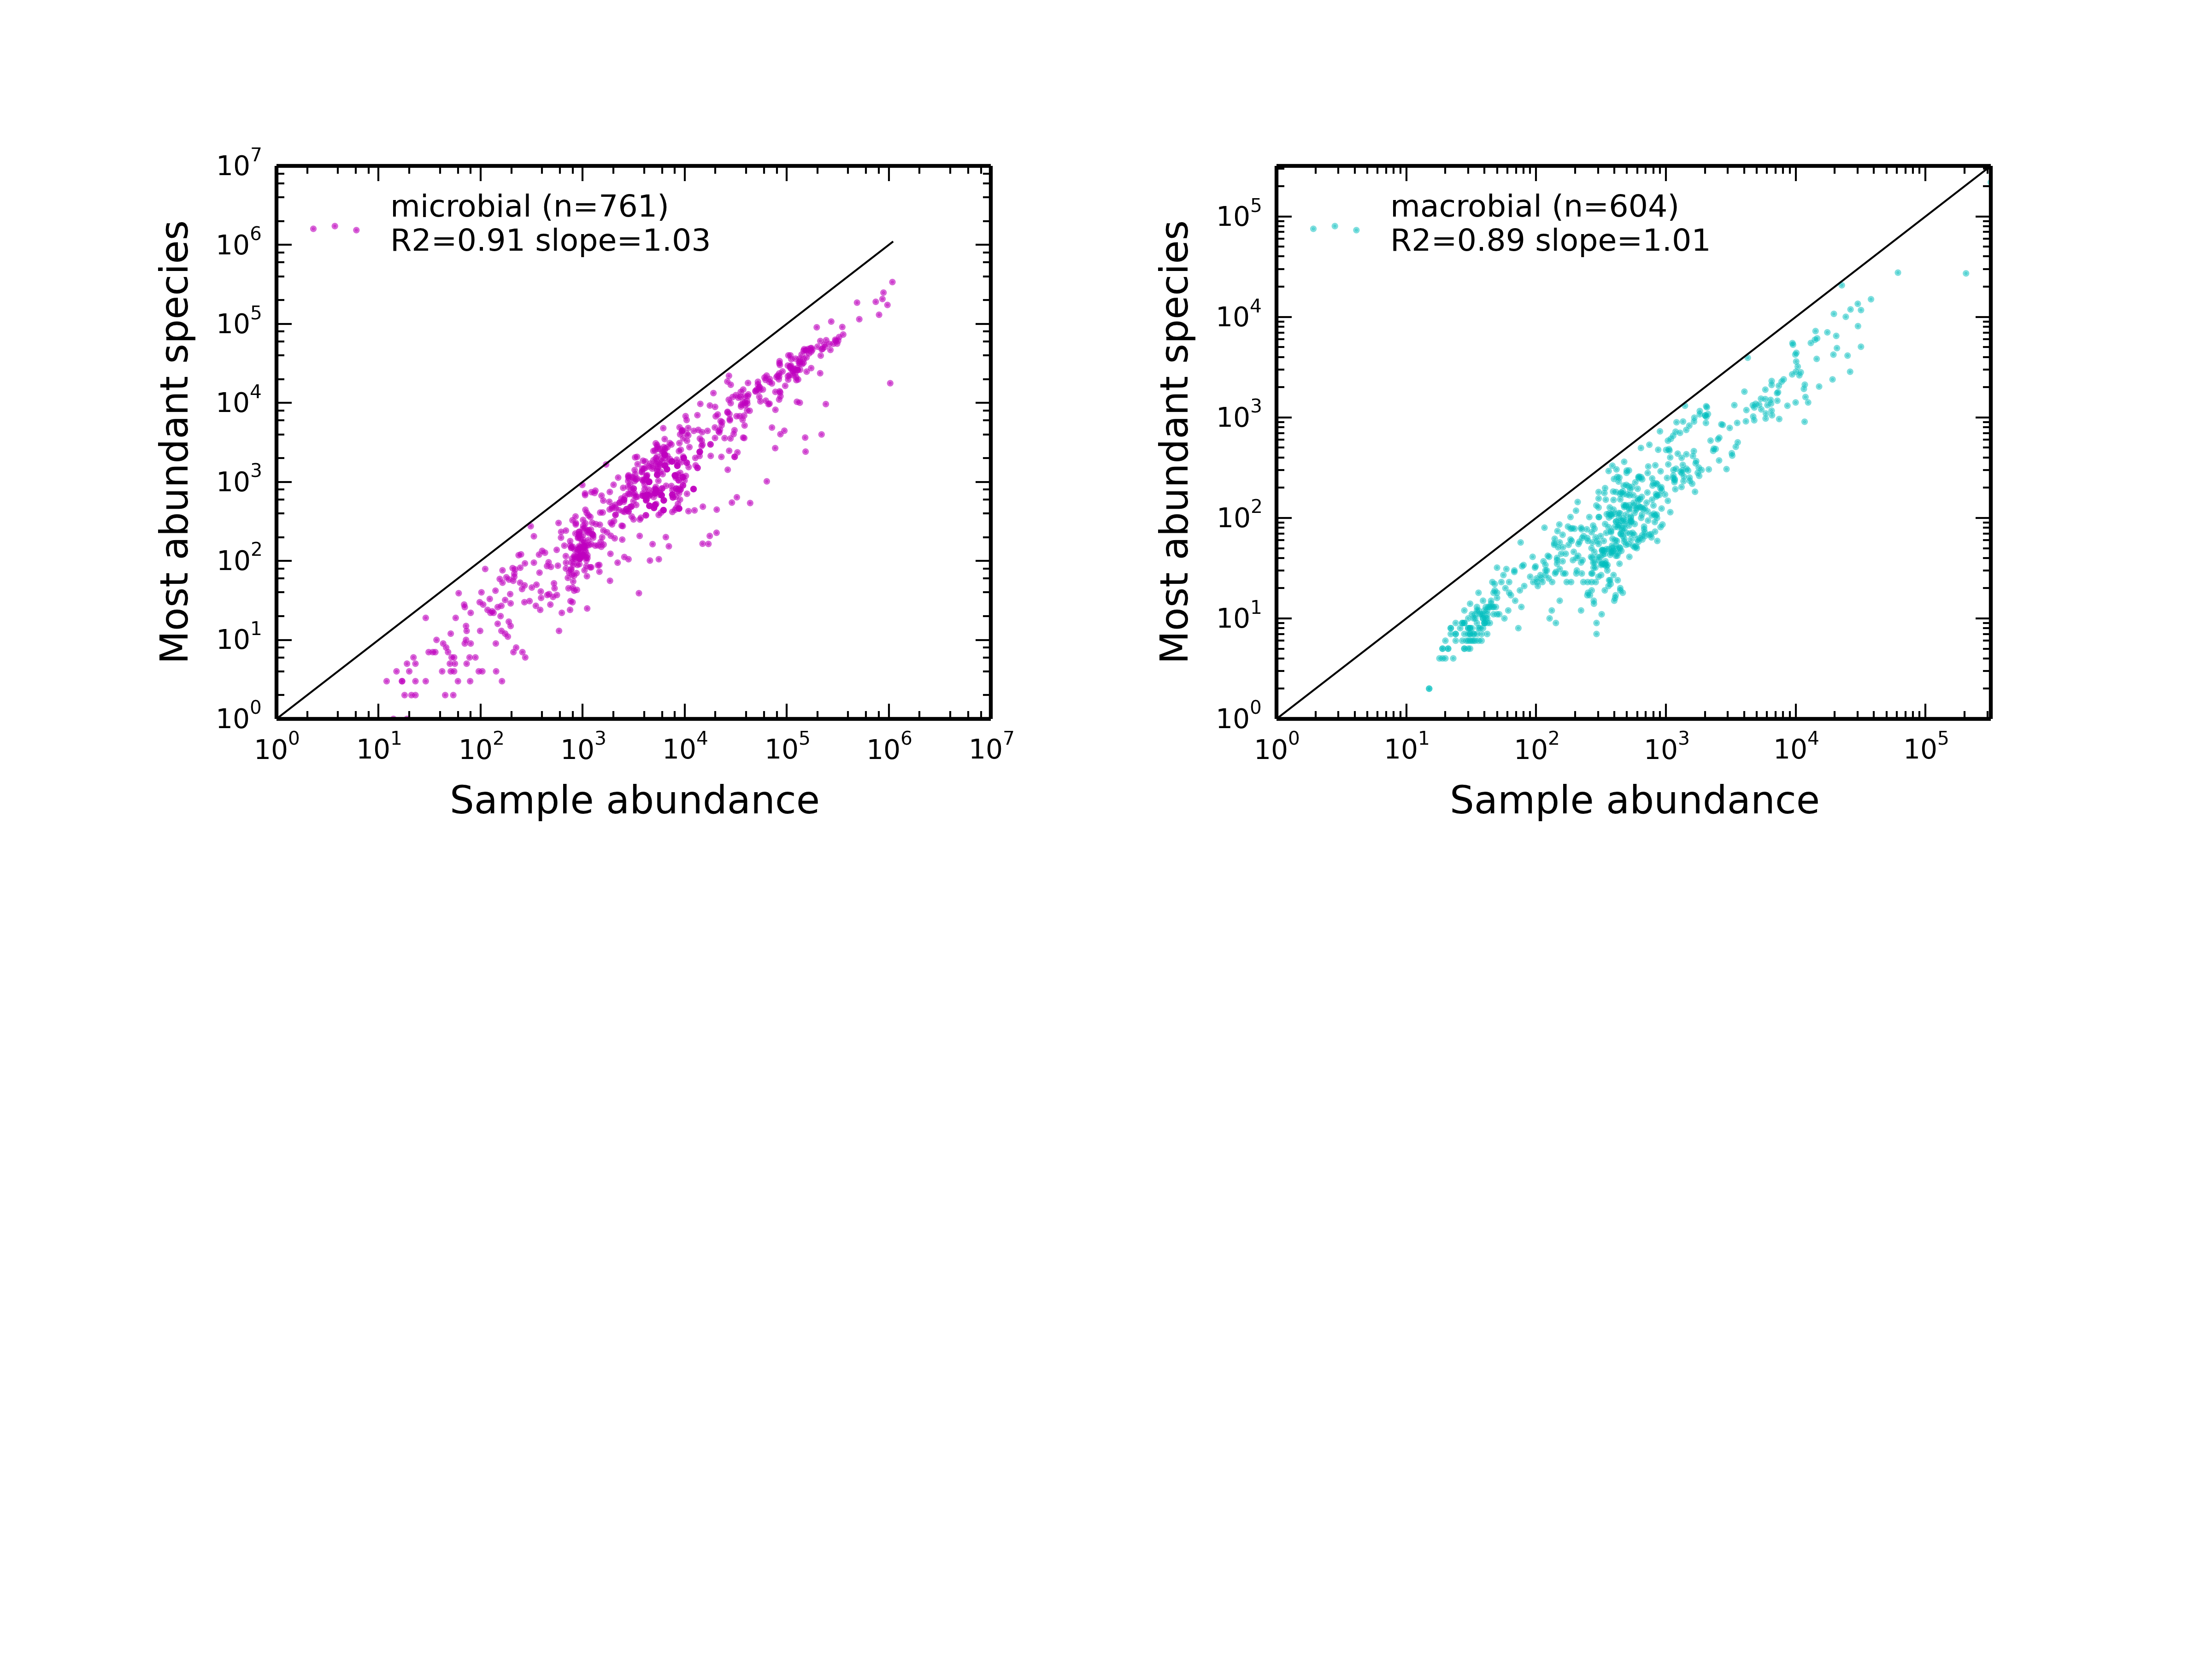 10^7
10^6
10^5
10^4
10^3
10^2
10^1
10^0
Most abundant species
microbial (n=761)
R2=0.91 slope=1.03
10^0 10^1 10^2 10^3 10^4 10^5 10^6 10^7
Sample abundance
10^5
10^4
10^3
10^2
10^1
10^0
Most abundant species
macrobial (n=604)
R2=0.89 slope=1.01
10^0 10^1 10^2 10^3 10^4 10^5
Sample abundance